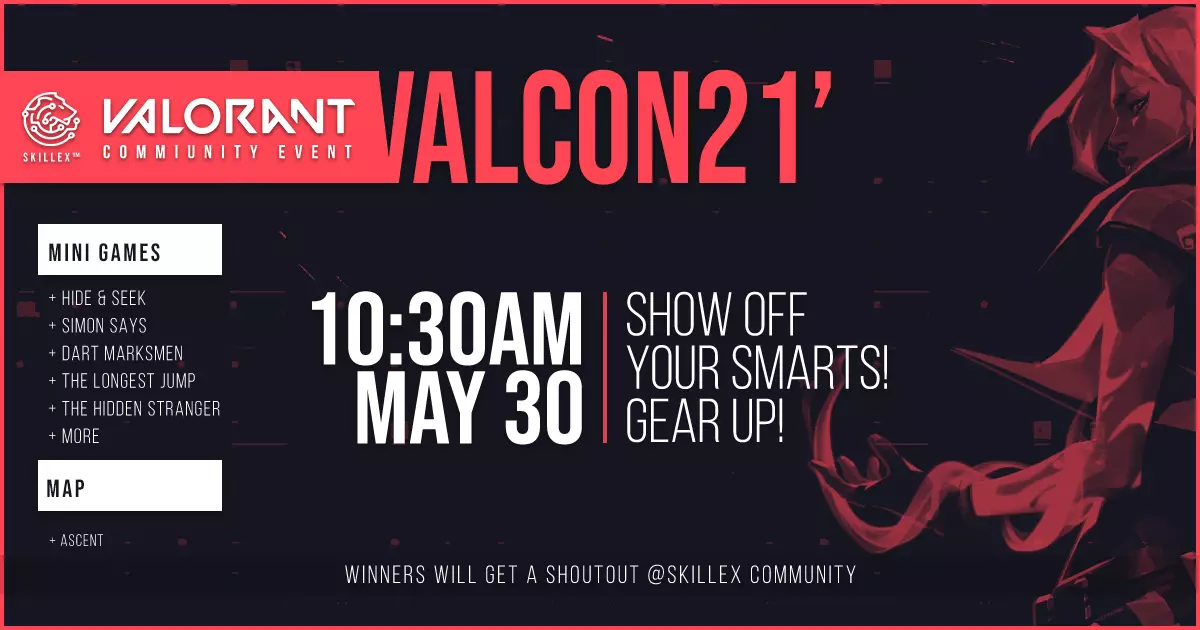 SKILLEX™
VALORANT
COMMIUNITY EVENT
VALCON21’
MINI GAMES
+ HIDE & SEEK
+ SIMON SAYS
+ DART MARKSMEN
+ THE LONGEST JUMP
+ THE HIDDEN STRANGER
+ MORE
MAP
+ ASCENT
10:30AM
MAY 30
SHOW OFF
YOUR SMARTS!
GEAR UP!
WINNERS WILL GET A SHOUTOUT @SKILLEX COMMUNITY